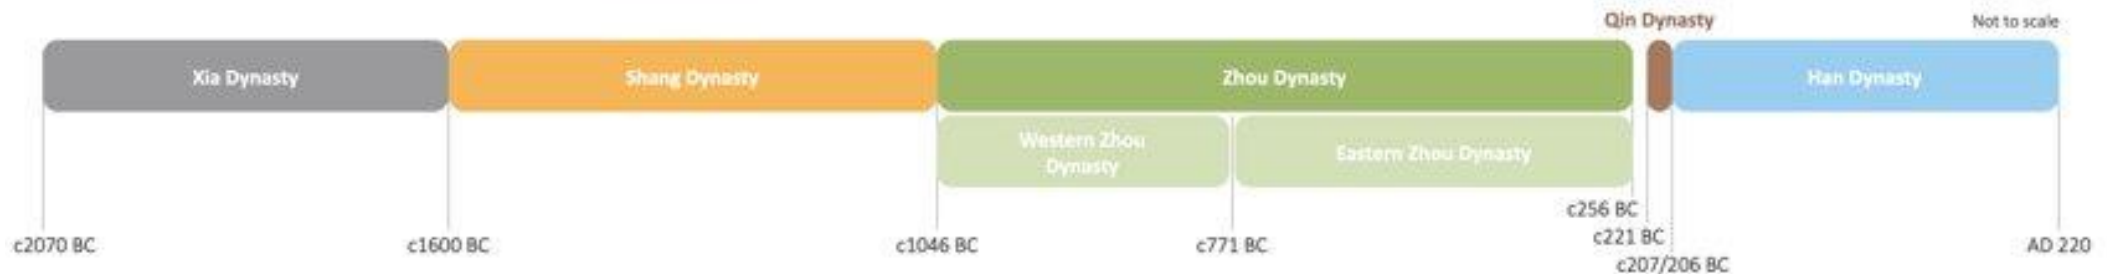 Qin Dynasty
Not to scale
Xia Dynasty
Shang Dynasty
Zhou Dynasty
Han Dynasty
Western Zhou
Dynasty
Eastern Zhou Dynasty
c256 BC
c221 BC
c2070 BC
c1600 BC
c1046 BC
c771 BC
AD 220
c207/206 BC